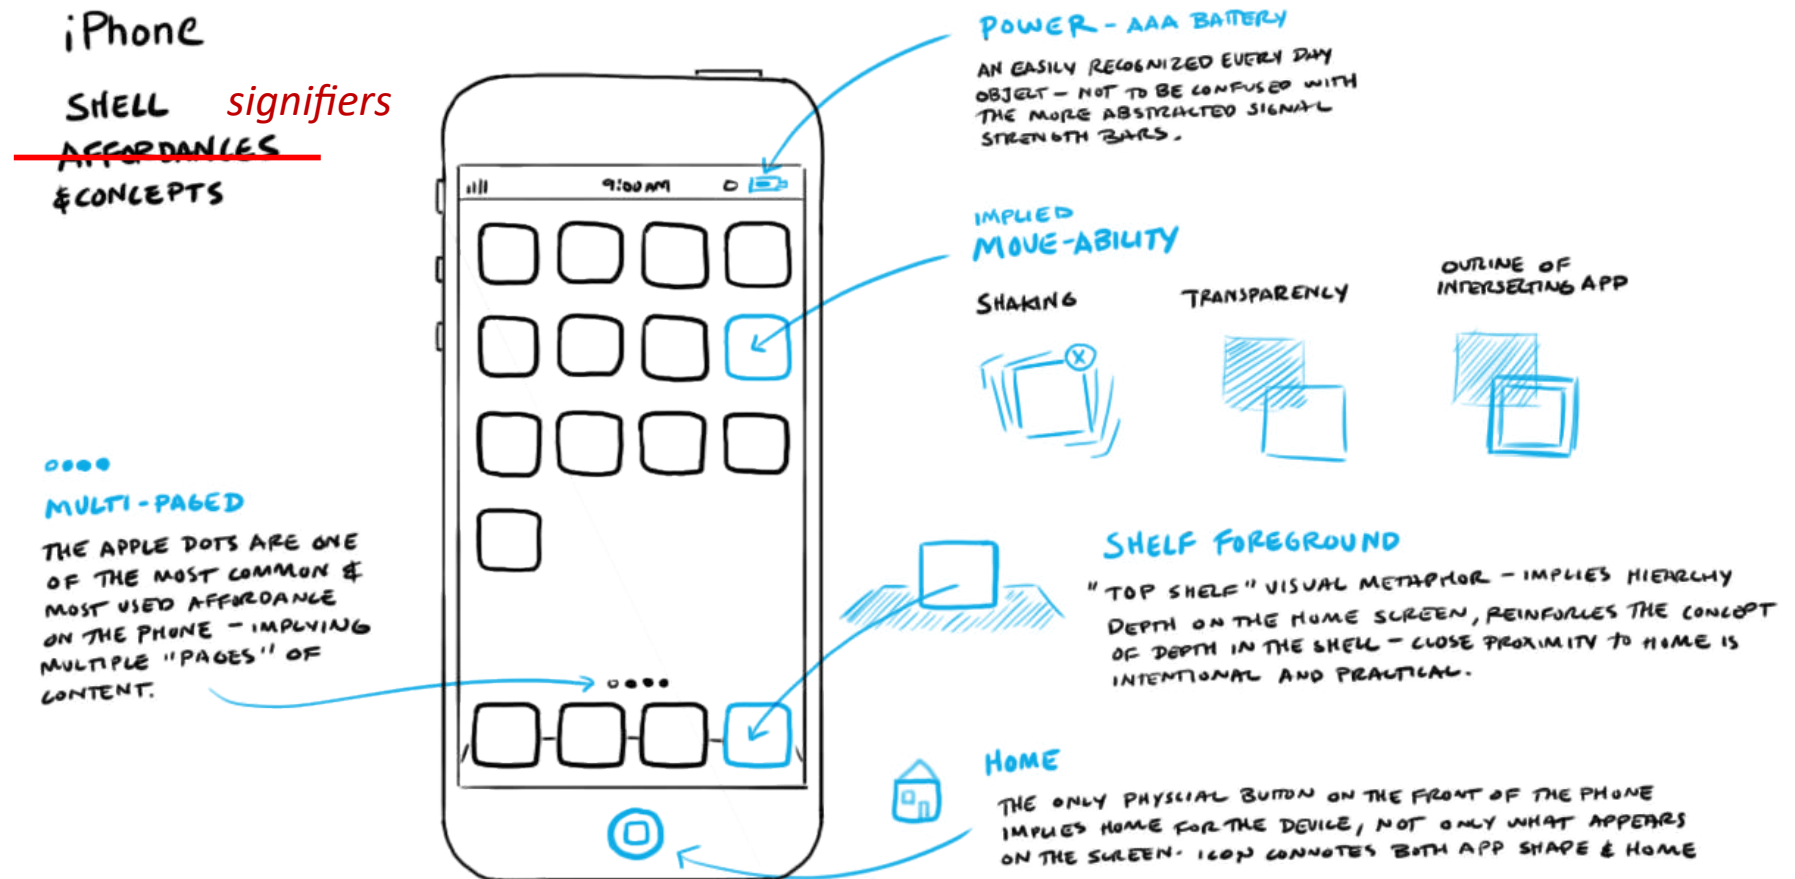 iPhone
SHELL signifiers
AFFORDANCES
& CONCEPTS
POWER - AAA BATTERY
AN EASILY RECOGNIZED EVERY DAY
OBJECT - NOT TO BE CONFUSED WITH
THE MORE ABSTRACTED SIGNAL
STRENGTH BARS.
9:00 AM
IMPLIED
MOVE-ABILITY
SHAKING
TRANSPARENCY
OUTLINE OF
INTERSECTING APP
X
MULTI-PAGED
THE APPLE DOTS ARE ONE
OF THE MOST COMMON &
MOST USED AFFORDANCE
ON THE PHONE - IMPLYING
MULTIPLE "PAGES" OF
CONTENT.
SHELF FOREGROUND
"TOP SHELF" VISUAL METAPHOR - IMPLIES HIEARCHY
DEPTH ON THE HOME SCREEN, REINFORCES THE CONCEPT
OF DEPTH IN THE SHELL - CLOSE PROXIMITY TO HOME IS
INTENTIONAL AND PRACTICAL.
HOME
THE ONLY PHYSCIAL BUTTON ON THE FRONT OF THE PHONE
IMPLIES HOME FOR THE DEVICE, NOT ONLY WHAT APPEARS
ON THE SCREEN. ICON CONNOTES BOTH APP SHAPE & HOME